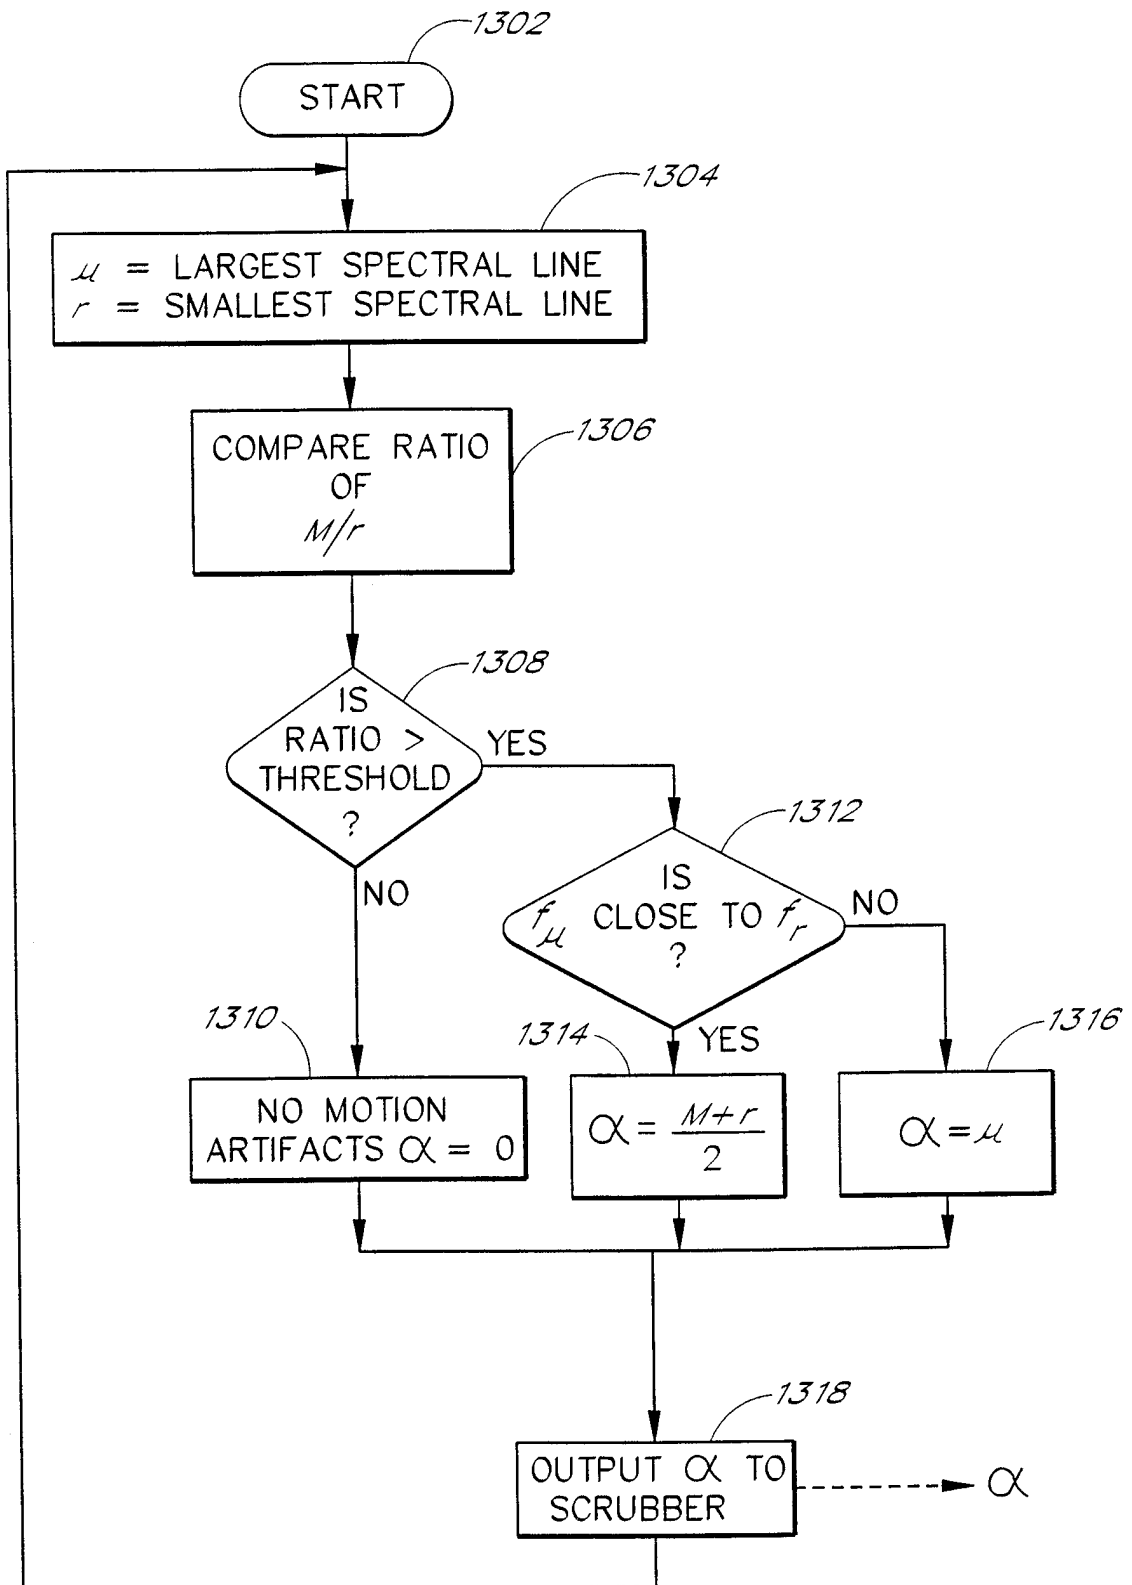 1302
START
1304
μ = LARGEST SPECTRAL LINE
r = SMALLEST SPECTRAL LINE
1306
COMPARE RATIO
OF
M/r
1308
IS
RATIO >
THRESHOLD
?
YES
NO
1312
IS
fμ CLOSE TO fr
?
NO
YES
1310
NO MOTION
ARTIFACTS α = 0
1314
α = M+r
2
1316
α = μ
1318
OUTPUT α TO
SCRUBBER
α